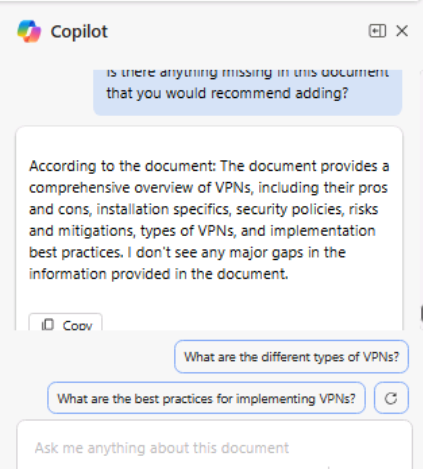 Copilot
Is there anything missing in this document
that you would recommend adding?
According to the document: The document provides a
comprehensive overview of VPNs, including their pros
and cons, installation specifics, security policies, risks
and mitigations, types of VPNs, and implementation
best practices. I don't see any major gaps in the
information provided in the document.
Copy
What are the different types of VPNs?
What are the best practices for implementing VPNs?
Ask me anything about this document